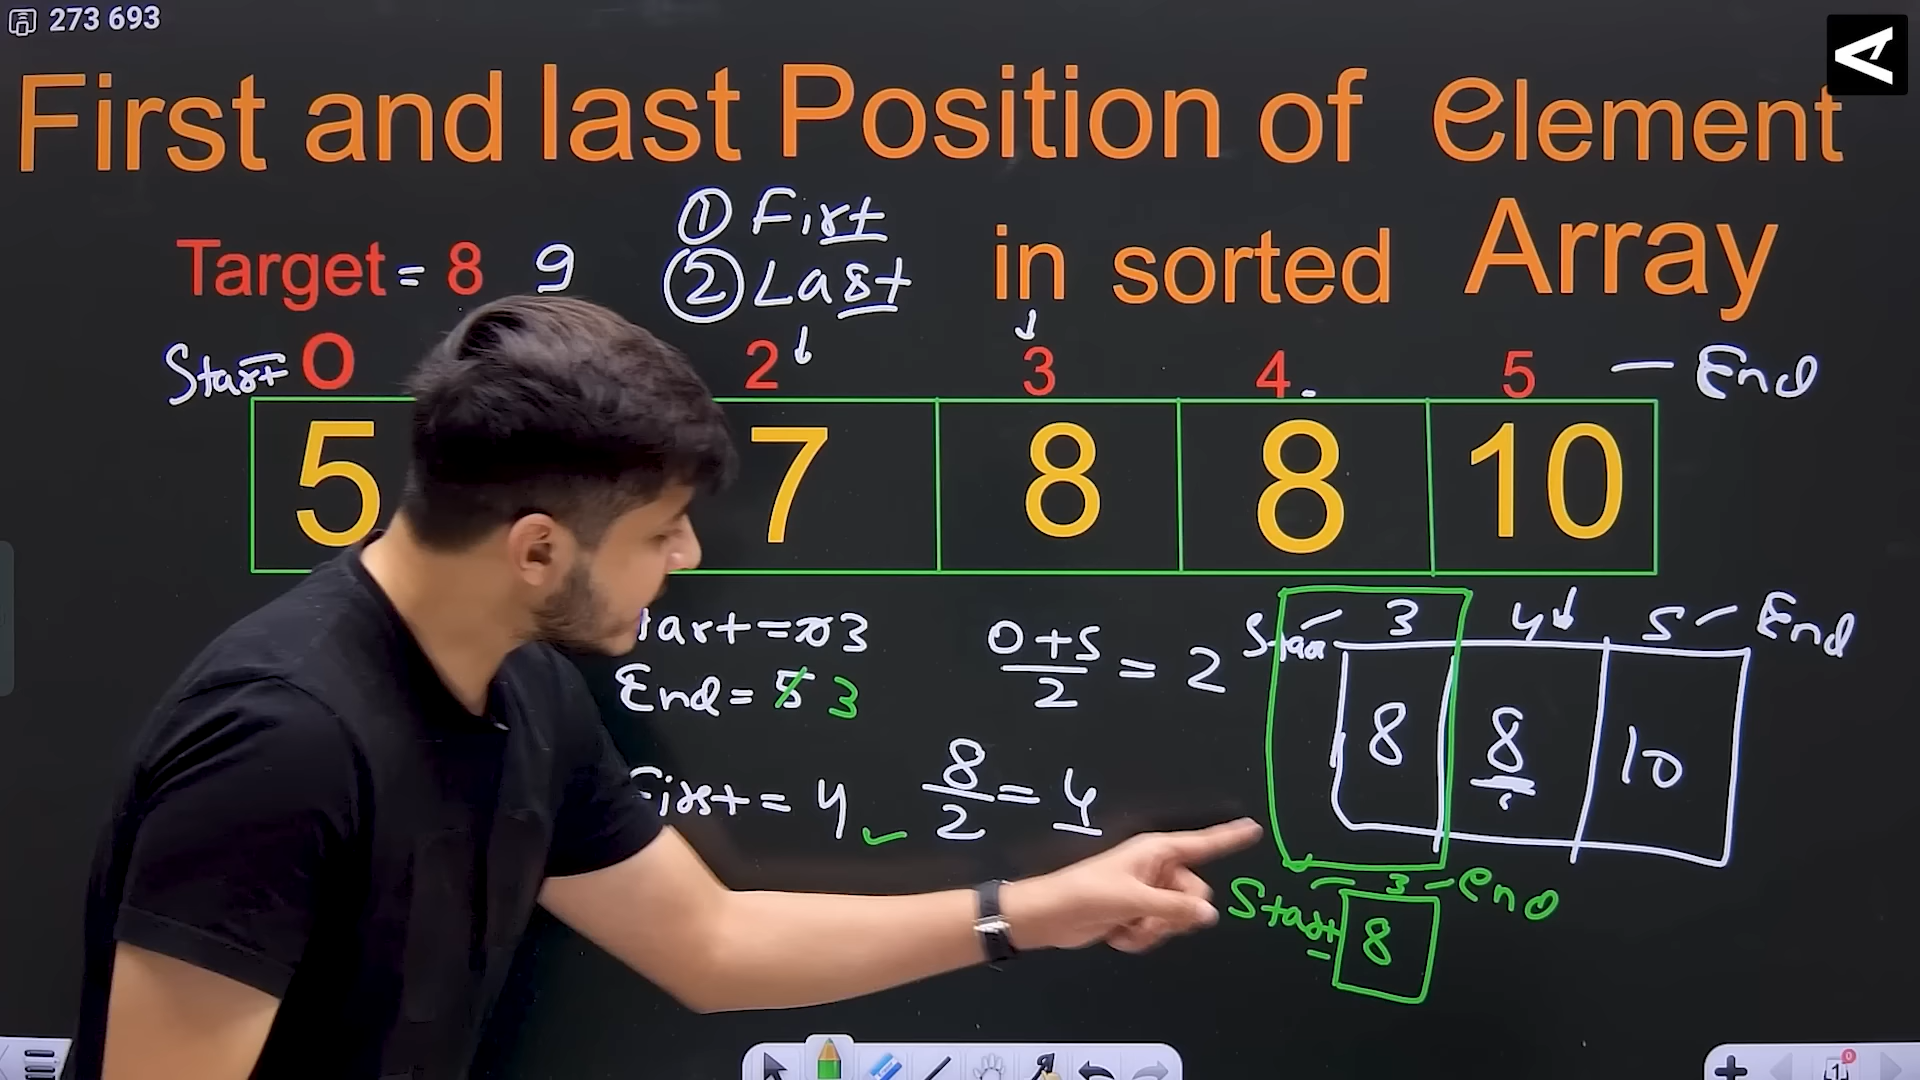 273 693
First and last Position of element
① First
Target = 8 9
② Last
in sorted Array
Start 0 2 3 4 5 - End
5 7 8 8 10
End = 5 3
0+5/2 = 2
3 4 5 - End
8 8 10
First = 4 ✓
8/2 = 4
Start 3 - end
8